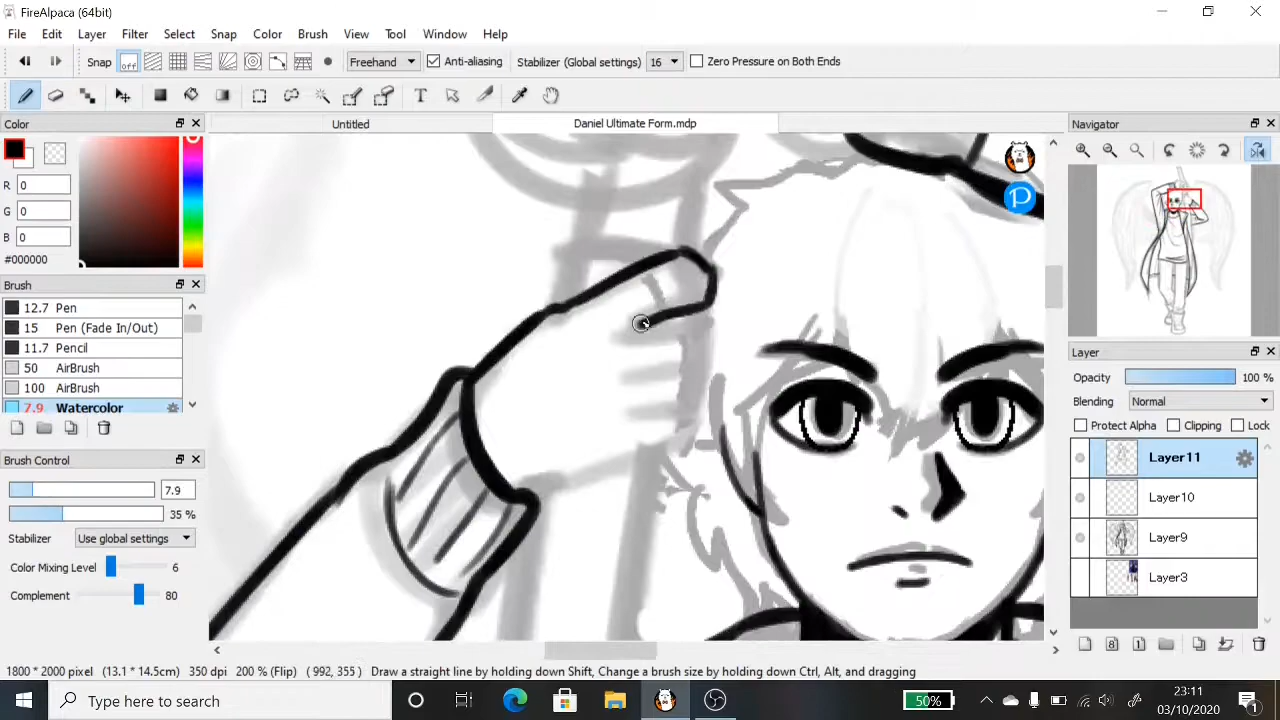 FireAlpaca (64bit)
File Edit Layer Filter Select Snap Color Brush View Tool Window Help
Snap off Freehand Anti-aliasing Stabilizer (Global settings) 16 Zero Pressure on Both Ends
T
Color
Untitled
Daniel Ultimate Form.mdp
Navigator
R 0
G 0
B 0
#000000
Brush
12.7 Pen
15 Pen (Fade In/Out)
11.7 Pencil
50 AirBrush
100 AirBrush
7.9 Watercolor
Brush Control
7.9
35 %
Stabilizer Use global settings
Color Mixing Level 6
Complement 80
P
Layer
Opacity 100 %
Blending Normal
Protect Alpha Clipping Lock
Layer11
Layer10
Layer9
Layer3
8 1
1800 * 2000 pixel (13.1 * 14.5cm) 350 dpi 200 % (Flip) ( 992, 355 ) Draw a straight line by holding down Shift, Change a brush size by holding down Ctrl, Alt, and dragging
Type here to search
50%
23:11
03/10/2020